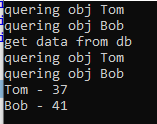 quering obj Tom
quering obj Bob
get data from db
quering obj Tom
quering obj Bob
Tom - 37
Bob - 41